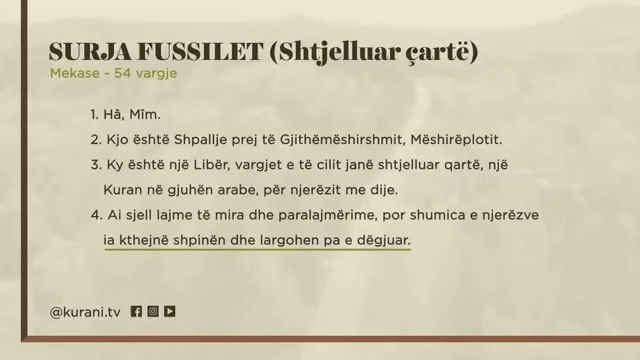 SURJA FUSSILET (Shtjelluar çartë)
Mekase - 54 vargje
1. Hâ, Mîm.
2. Kjo është Shpallje prej të Gjithëmëshirshmit, Mëshirëplotit.
3. Ky është një Libër, vargjet e të cilit janë shtjelluar qartë, një
Kuran në gjuhën arabe, për njerëzit me dije.
4. Ai sjell lajme të mira dhe paralajmërime, por shumica e njerëzve
ia kthejnë shpinën dhe largohen pa e dëgjuar.
@kurani.tv